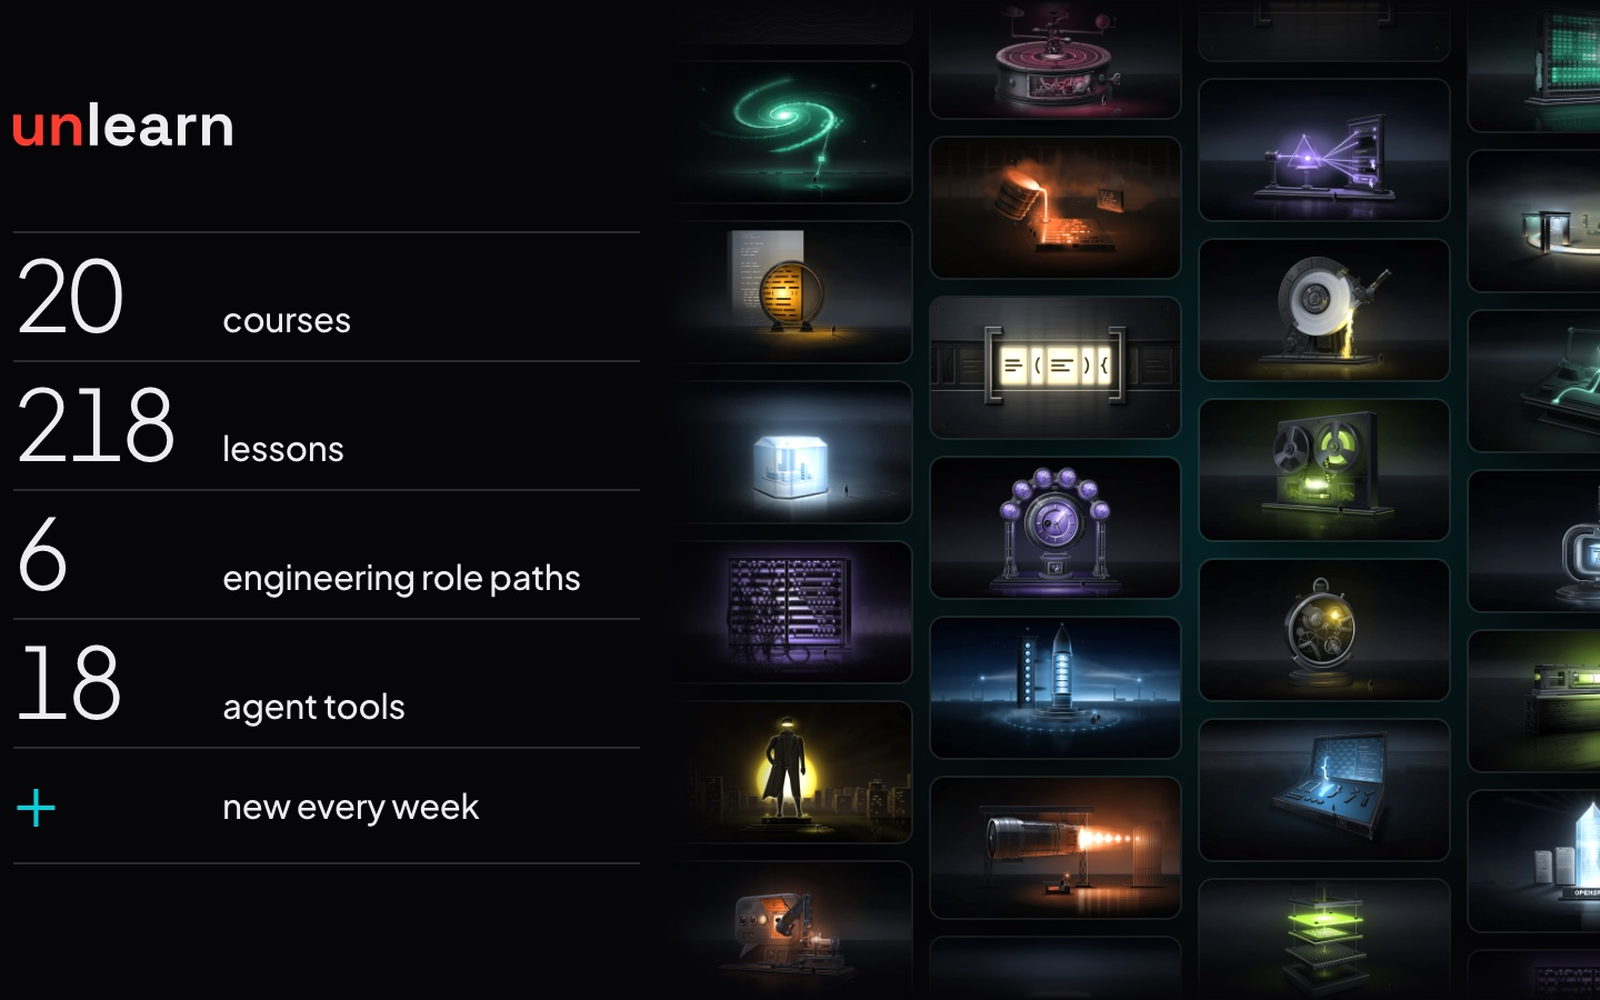 unlearn
20 courses
218 lessons
6 engineering role paths
18 agent tools
+ new every week